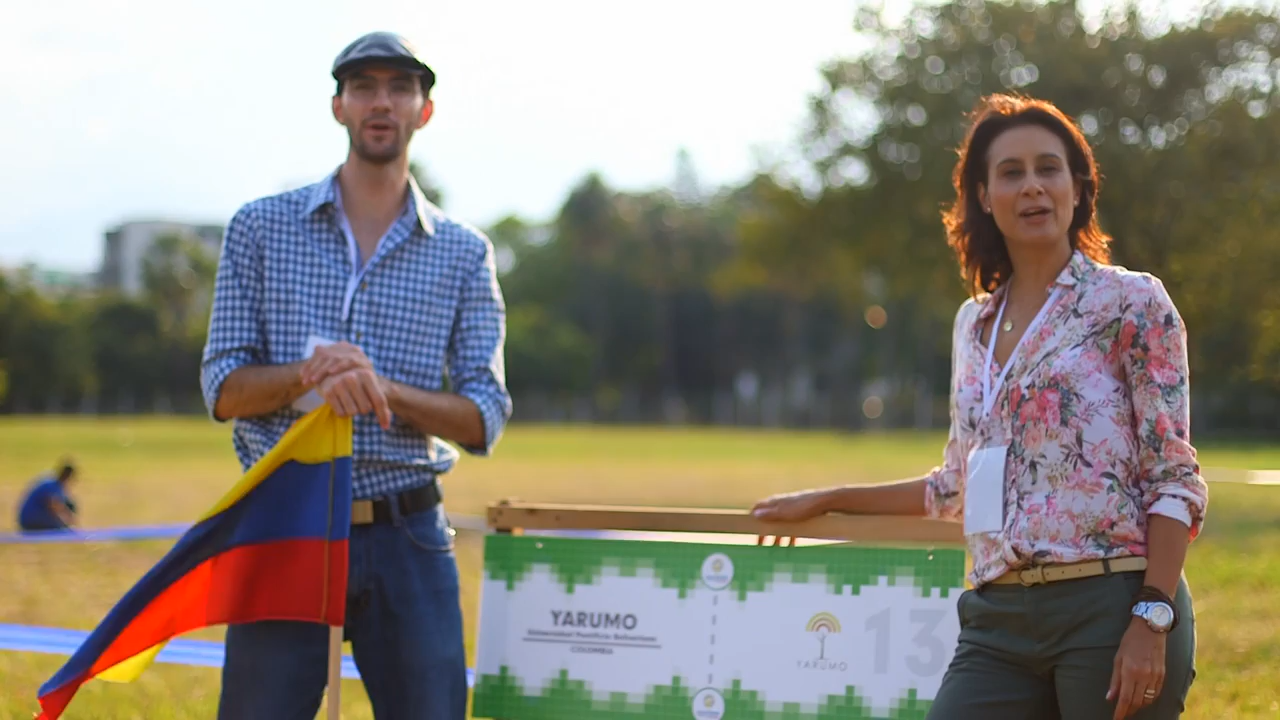 YARUMO
Universidad Pontificia Bolivariana
COLOMBIA
YARUMO
13